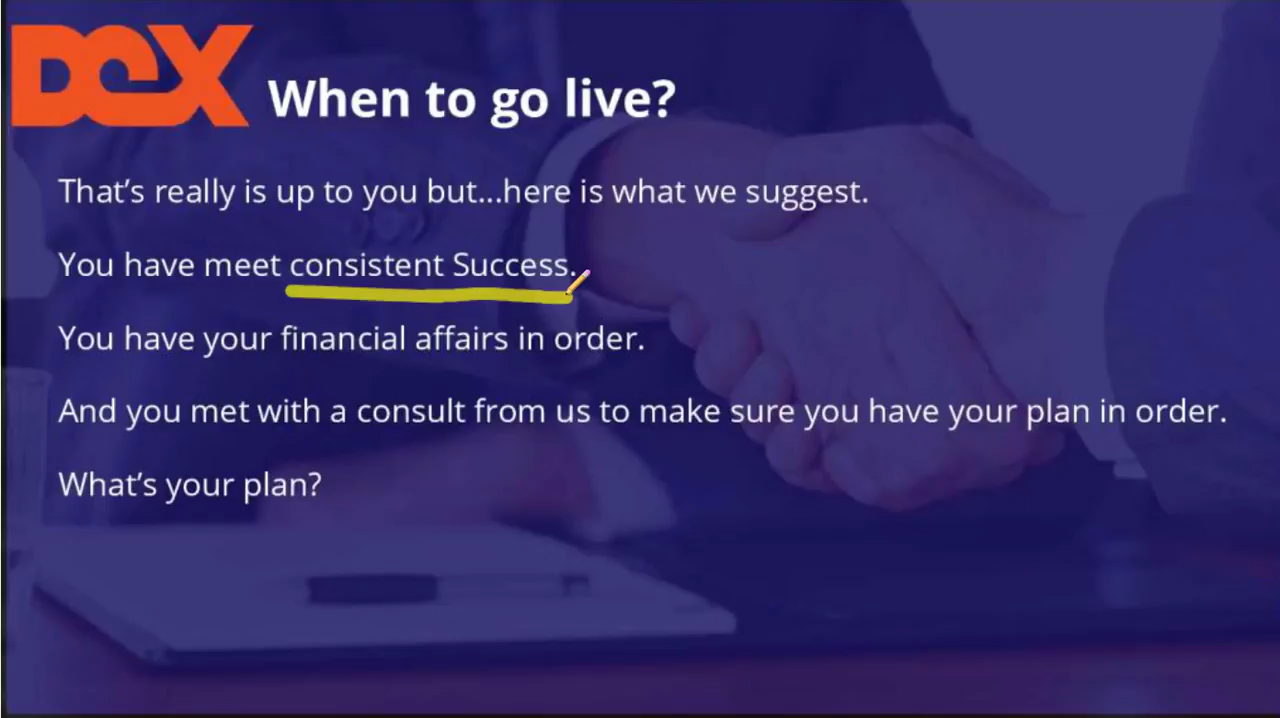 DCX
When to go live?
That's really is up to you but...here is what we suggest.
You have meet consistent Success.
You have your financial affairs in order.
And you met with a consult from us to make sure you have your plan in order.
What's your plan?